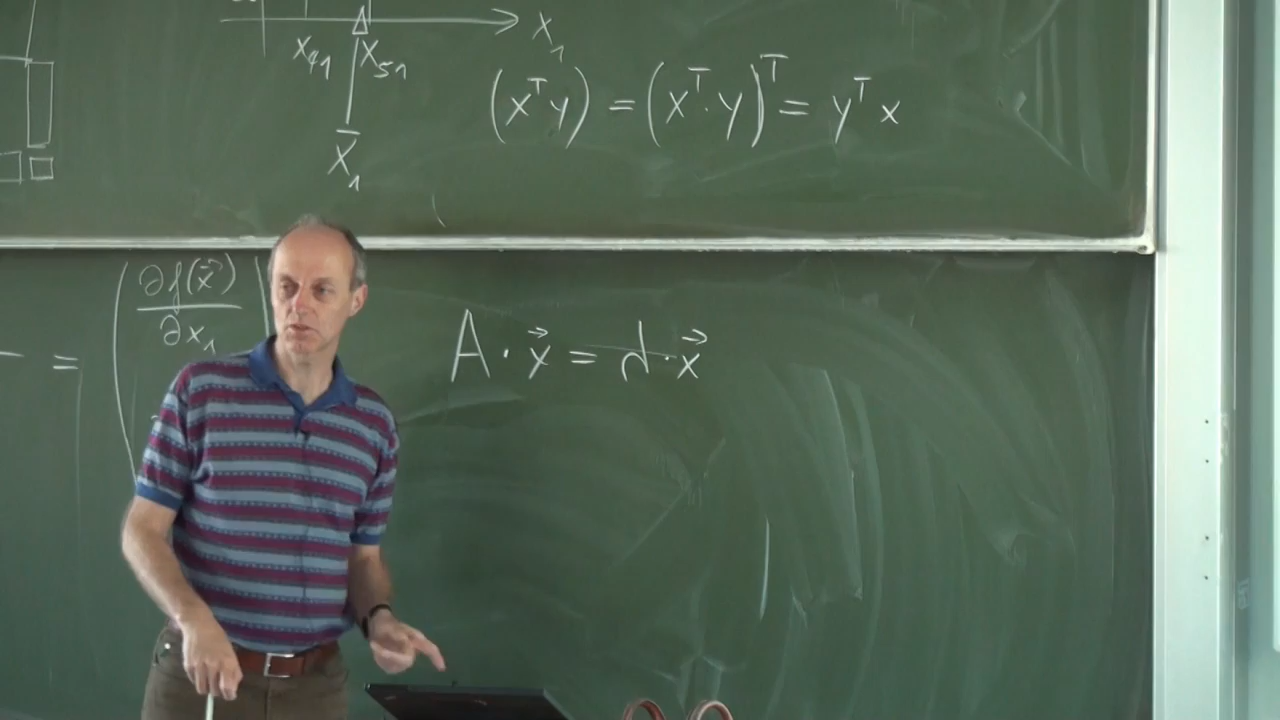 x₁
x₄₁ x₅₁
x̄₁
(xᵀy) = (xᵀ·y)ᵀ = yᵀx
= ( ∂f(x⃗) / ∂x₁
A · x⃗ = λ · x⃗